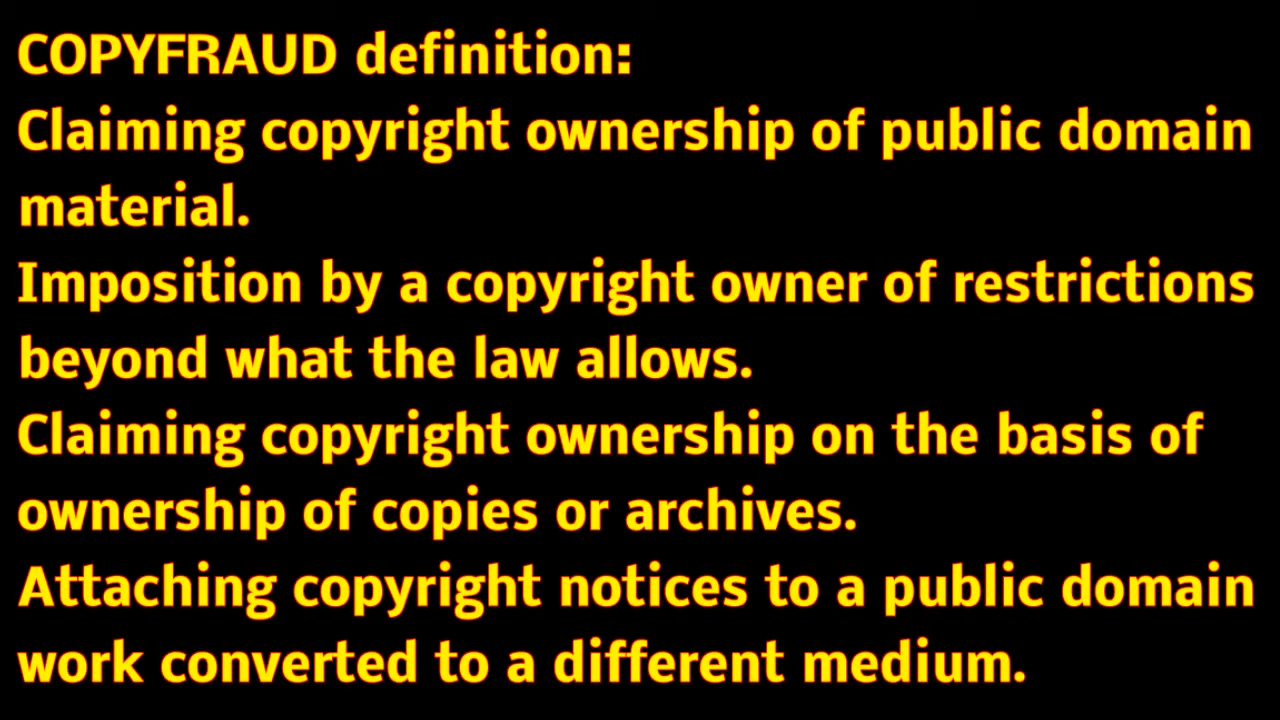 COPYFRAUD definition:
Claiming copyright ownership of public domain
material.
Imposition by a copyright owner of restrictions
beyond what the law allows.
Claiming copyright ownership on the basis of
ownership of copies or archives.
Attaching copyright notices to a public domain
work converted to a different medium.